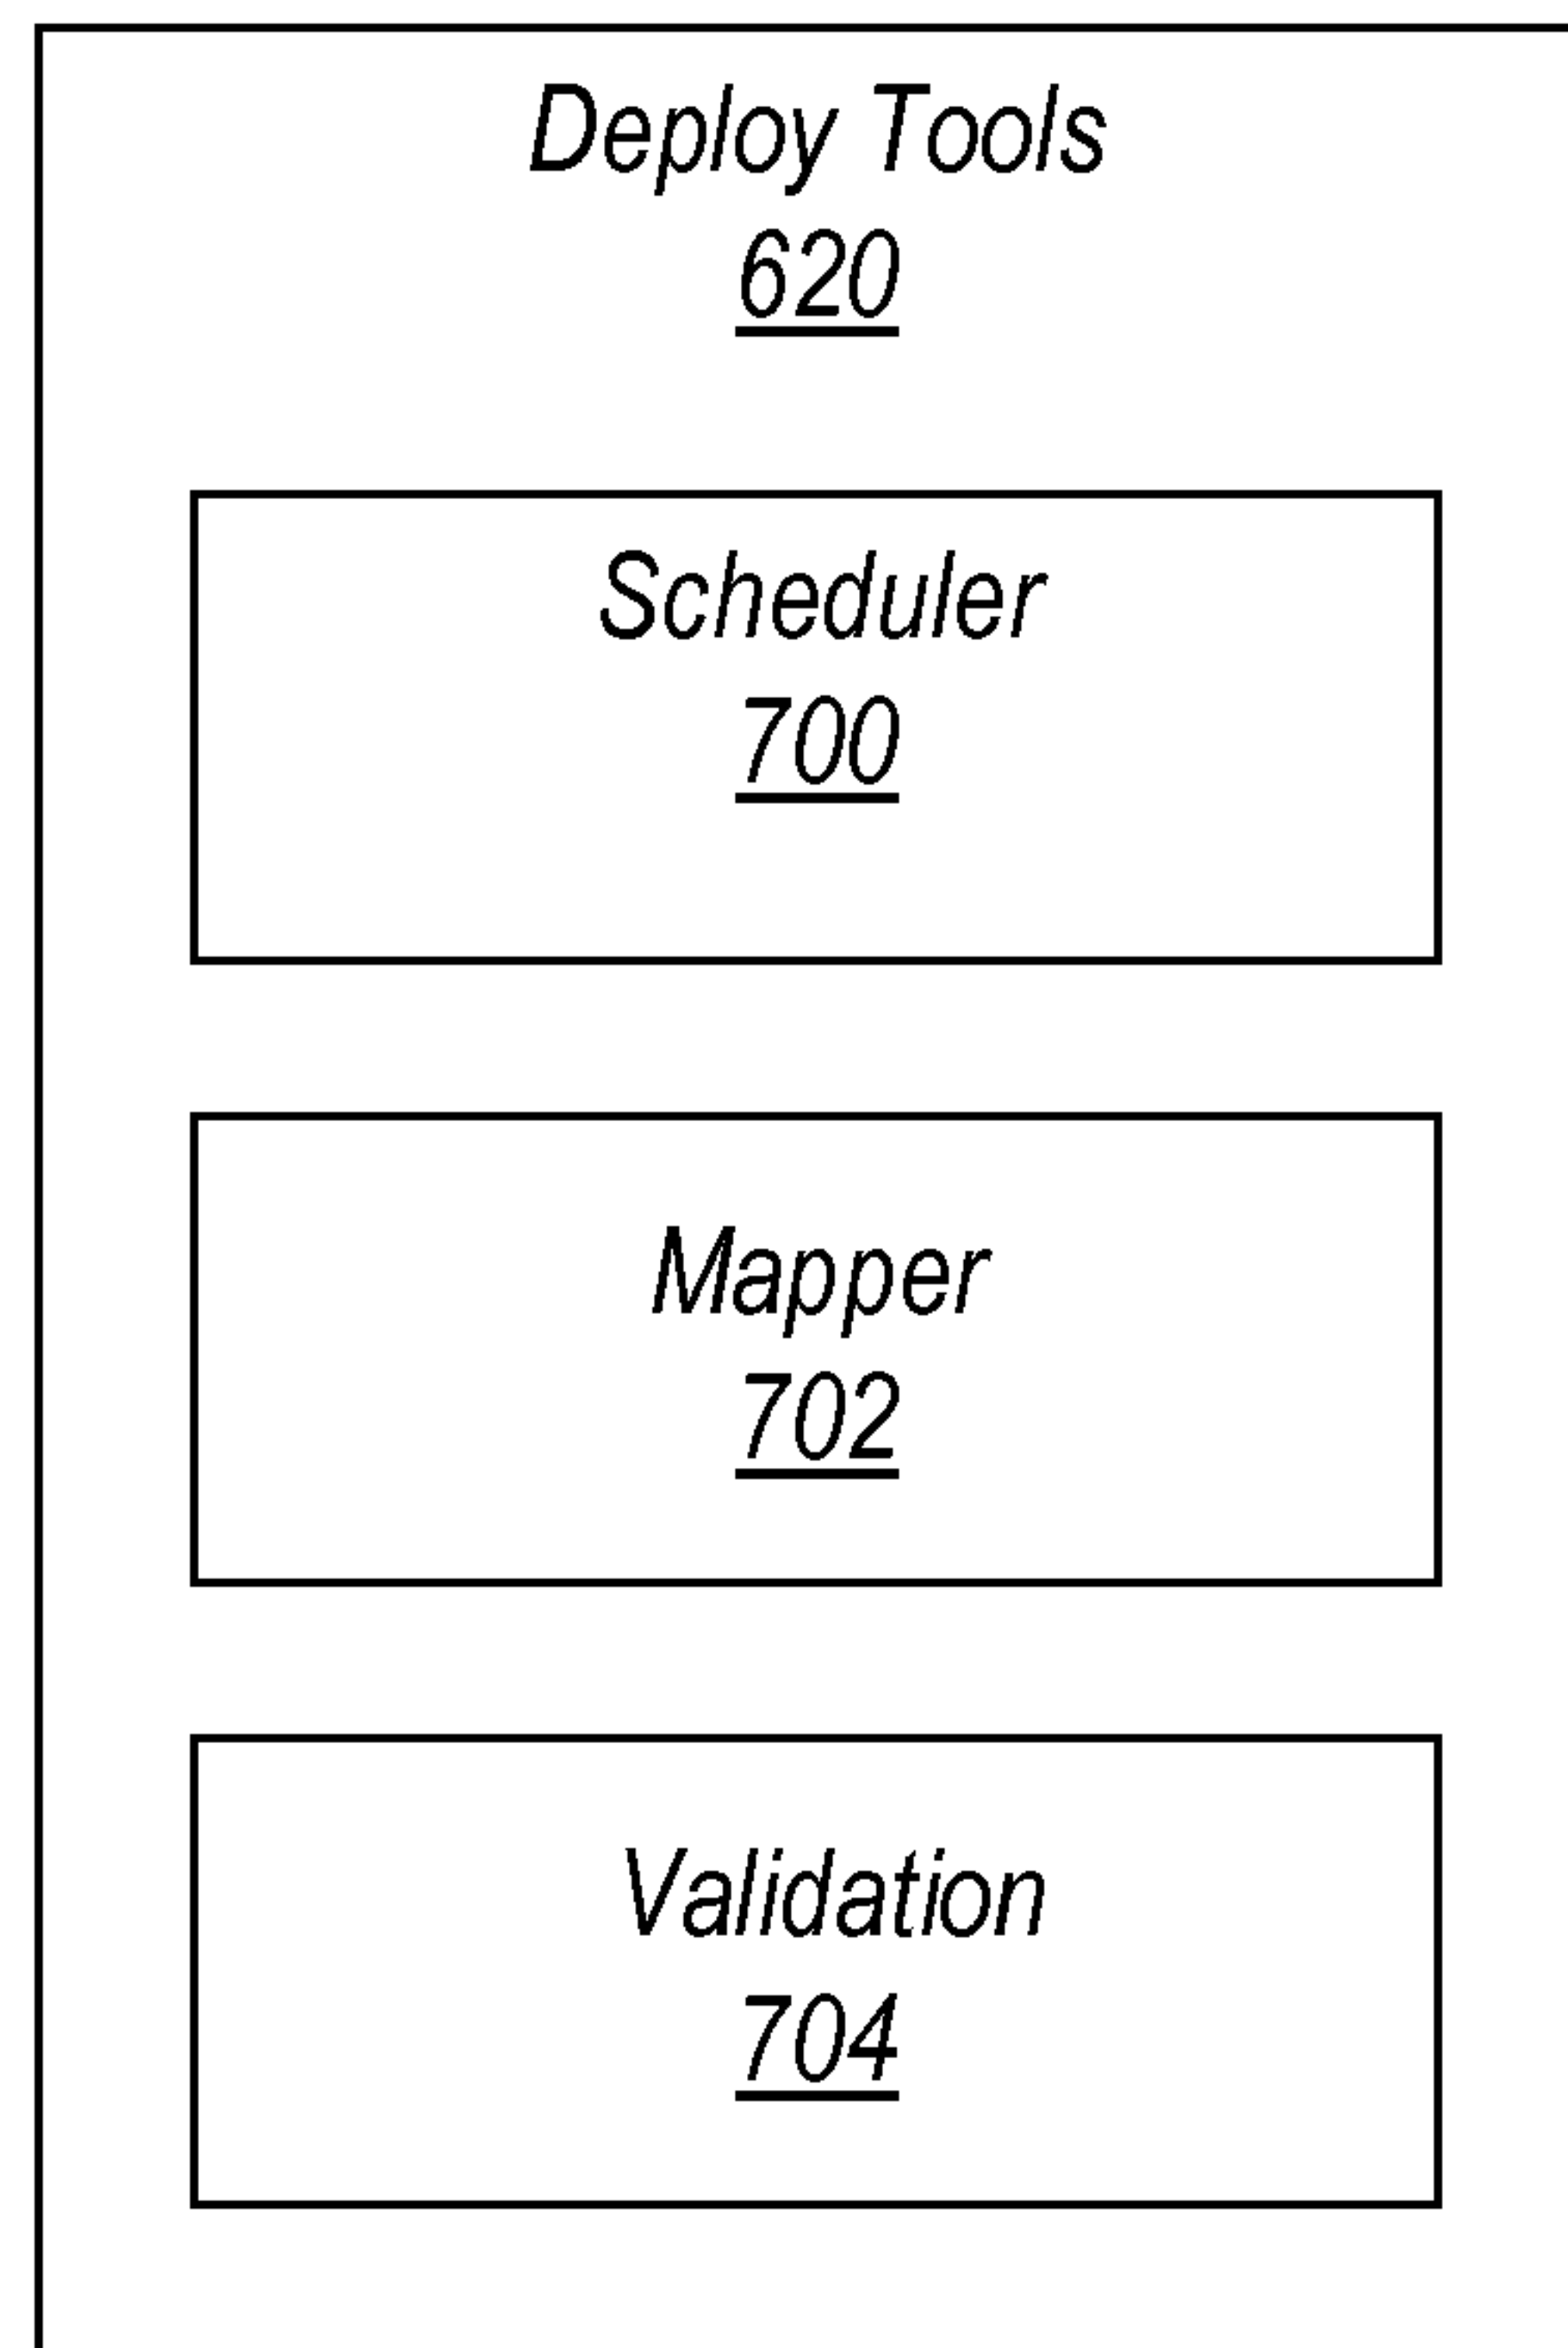 Deploy Tools
620
Scheduler
700
Mapper
702
Validation
704